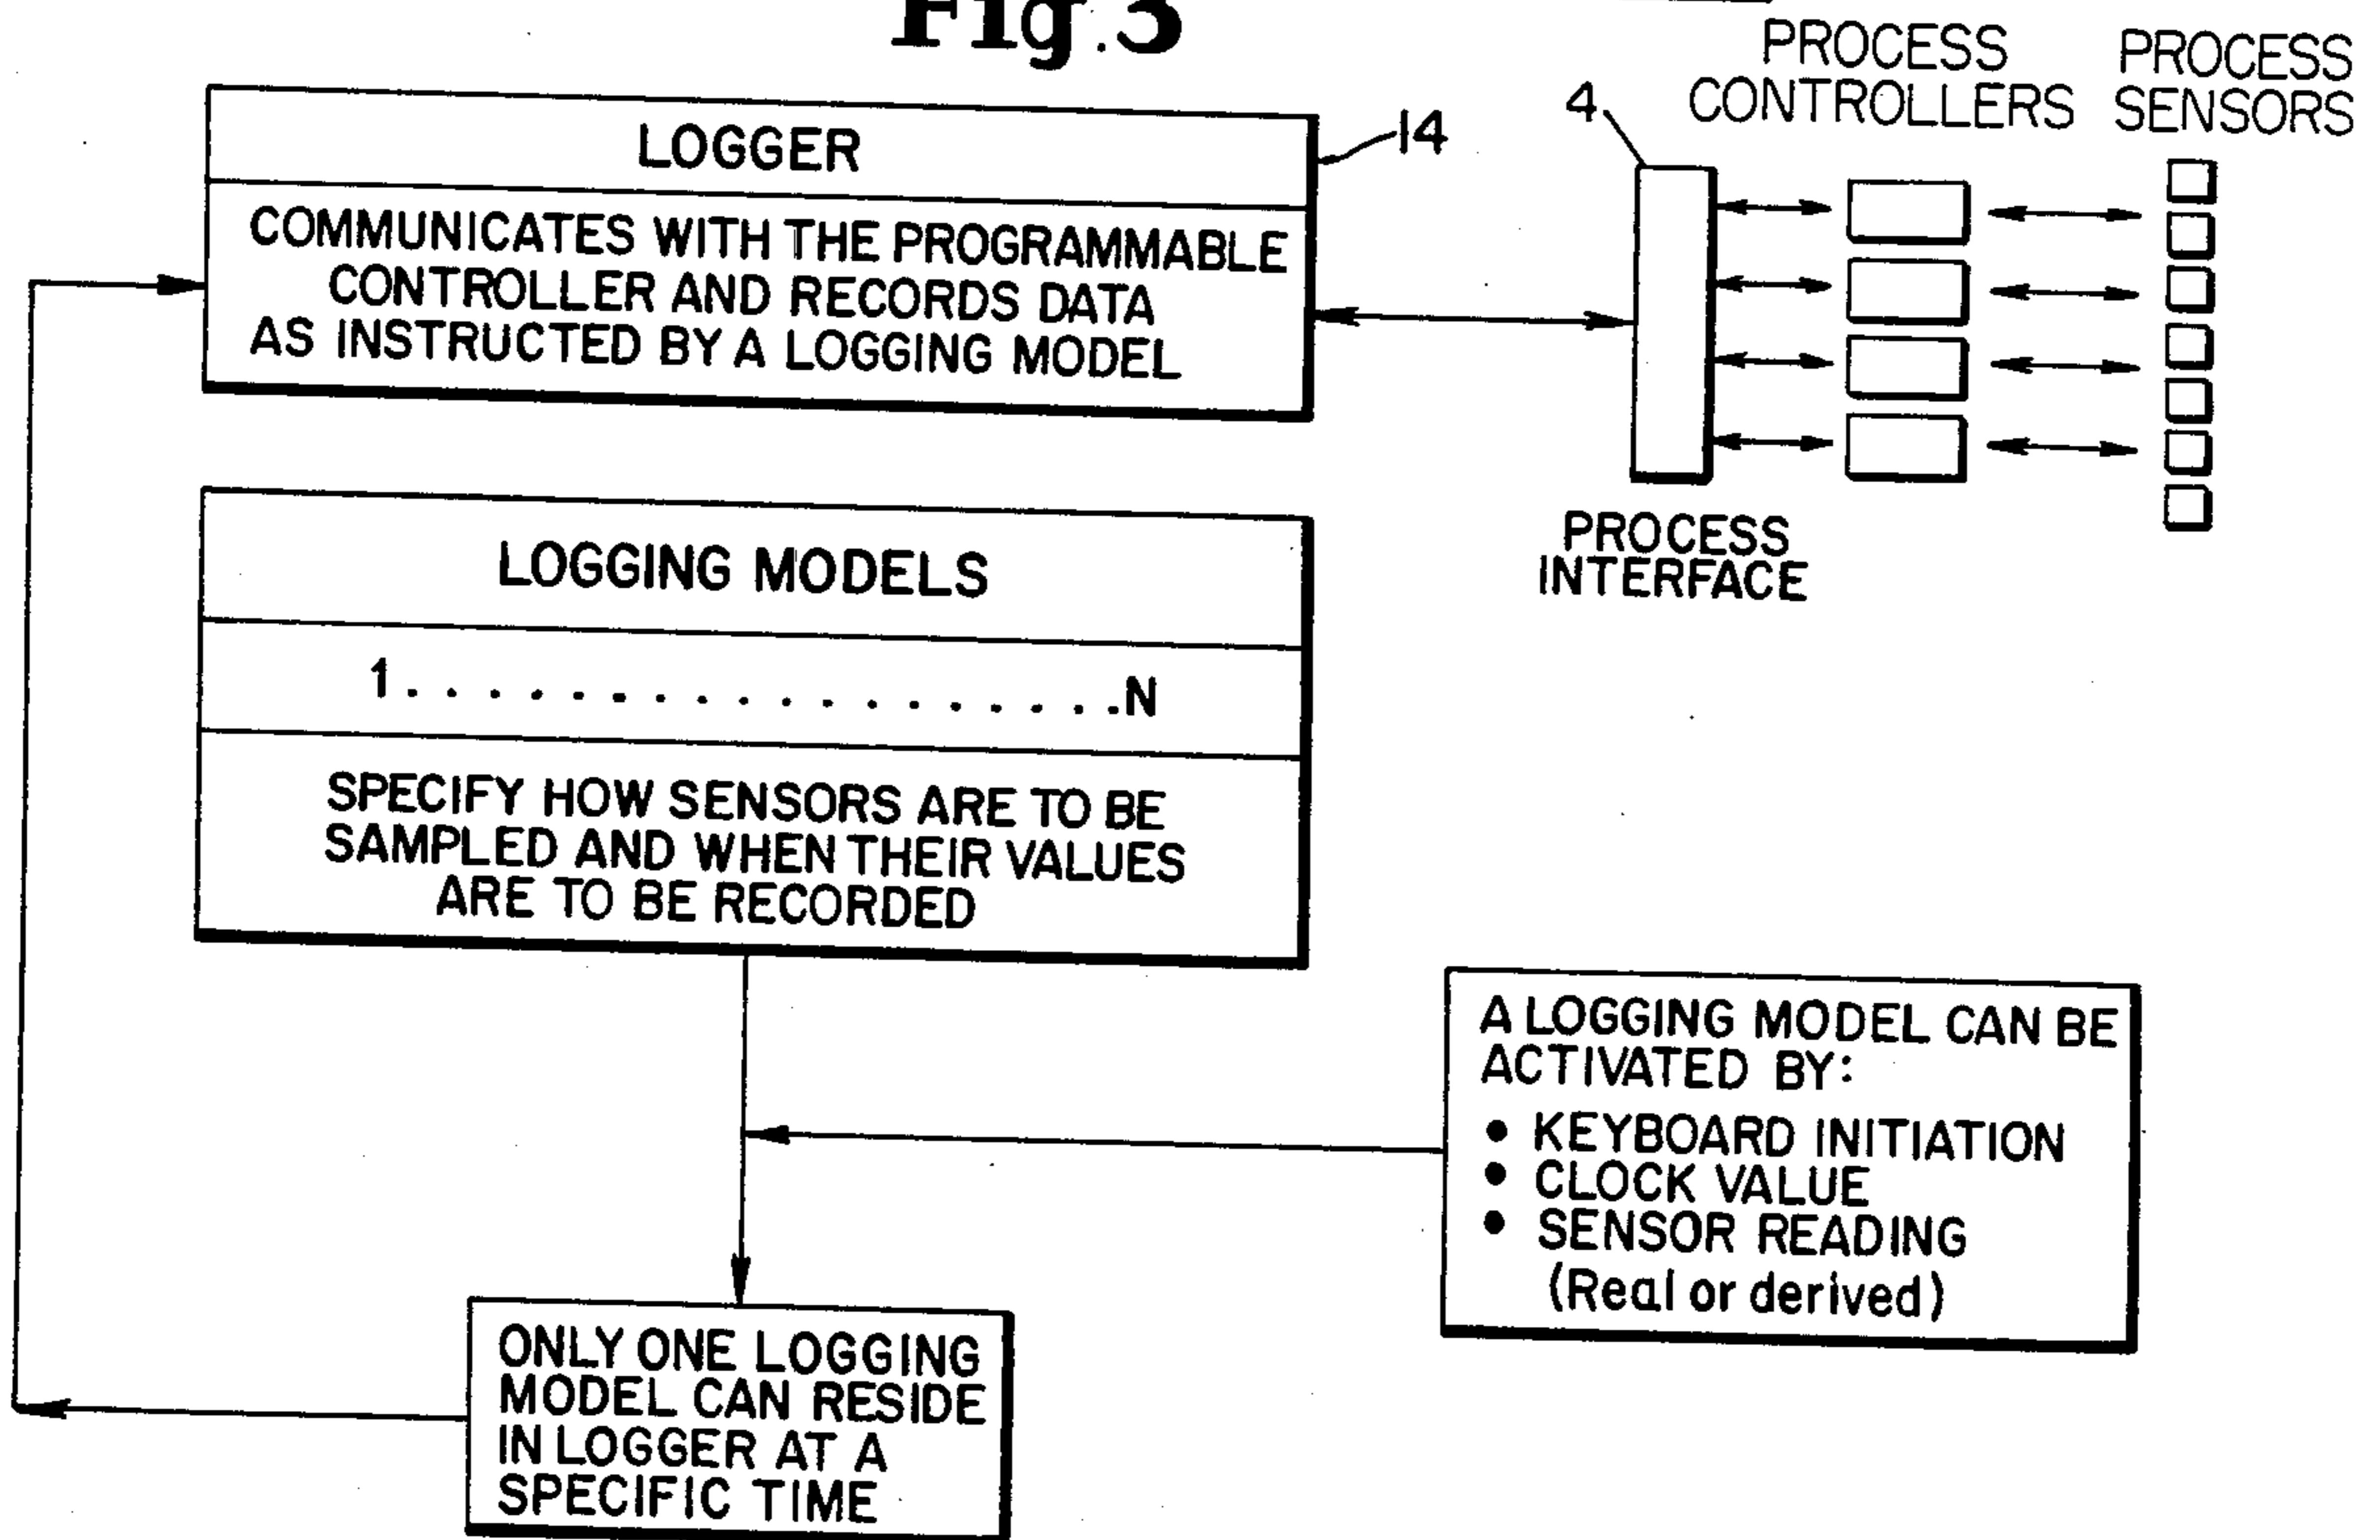 Fig.3
PROCESS
CONTROLLERS
PROCESS
SENSORS
4
LOGGER
14
COMMUNICATES WITH THE PROGRAMMABLE
CONTROLLER AND RECORDS DATA
AS INSTRUCTED BY A LOGGING MODEL
PROCESS
INTERFACE
LOGGING MODELS
1..................N
SPECIFY HOW SENSORS ARE TO BE
SAMPLED AND WHEN THEIR VALUES
ARE TO BE RECORDED
A LOGGING MODEL CAN BE
ACTIVATED BY:
• KEYBOARD INITIATION
• CLOCK VALUE
• SENSOR READING
(Real or derived)
ONLY ONE LOGGING
MODEL CAN RESIDE
IN LOGGER AT A
SPECIFIC TIME